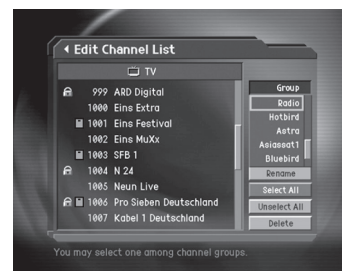 Edit Channel List
TV
999 ARD Digital
1000 Eins Extra
1001 Eins Festival
1002 Eins MuXx
1003 SFB 1
1004 N 24
1005 Neun Live
1006 Pro Sieben Deutschland
1007 Kabel 1 Deutschland
Group
Radio
Hotbird
Astra
Asiassat1
Bluebird
Rename
Select All
Unselect All
Delete
You may select one among channel groups.